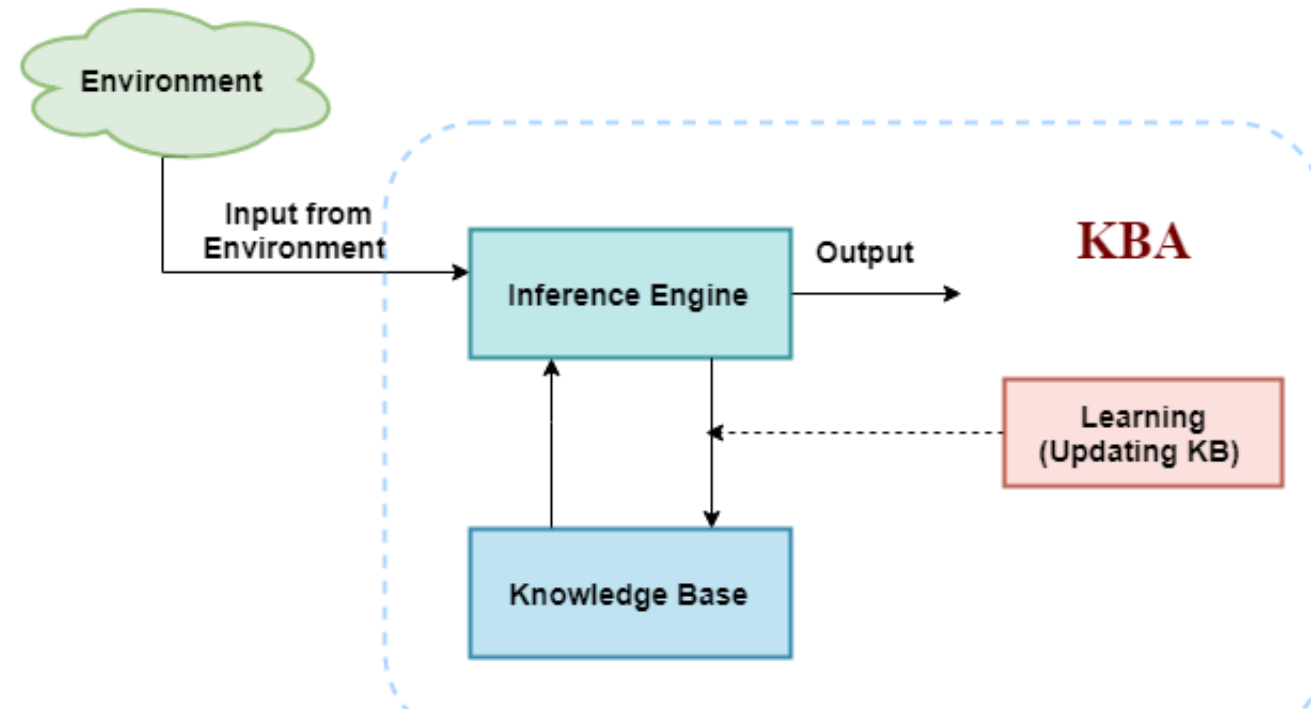 Environment
Input from
Environment
Output
KBA
Inference Engine
Learning
(Updating KB)
Knowledge Base